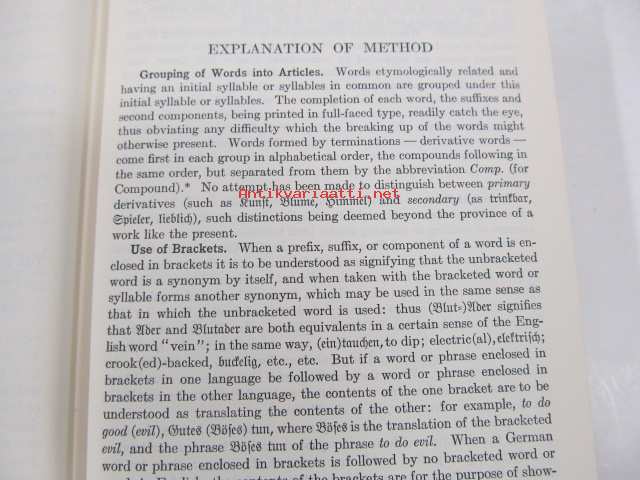 EXPLANATION OF METHOD
Grouping of Words into Articles. Words etymologically related and
having an initial syllable or syllables in common are grouped under this
initial syllable or syllables. The completion of each word, the suffixes and
second components, being printed in full-faced type, readily catch the eye,
thus obviating any difficulty which the breaking up of the words might
otherwise present. Words formed by terminations — derivative words —
come first in each group in alphabetical order, the compounds following in
the same order, but separated from them by the abbreviation Comp. (for
Compound).* No attempt has been made to distinguish between primary
Antikvariaatti.net
derivatives (such as Kunſt, Blume, Himmel) and secondary (as trinkbar,
Spieler, lieblich), such distinctions being deemed beyond the province of a
work like the present.
Use of Brackets. When a prefix, suffix, or component of a word is en-
closed in brackets it is to be understood as signifying that the unbracketed
word is a synonym by itself, and when taken with the bracketed word or
syllable forms another synonym, which may be used in the same sense as
that in which the unbracketed word is used: thus (Blut=)Ader signifies
that Ader and Blutader are both equivalents in a certain sense of the Eng-
lish word "vein"; in the same way, (ein)tauchen, to dip; electric(al), elektriſch;
crook(ed)-backed, buckelig, etc., etc. But if a word or phrase enclosed in
brackets in one language be followed by a word or phrase enclosed in
brackets in the other language, the contents of the one bracket are to be
understood as translating the contents of the other: for example, to do
good (evil), Gutes (Böſes) tun, where Böſes is the translation of the bracketed
evil, and the phrase Böſes tun of the phrase to do evil. When a German
word or phrase enclosed in brackets is followed by no bracketed word or
the contents of the brackets are for the purpose of show-